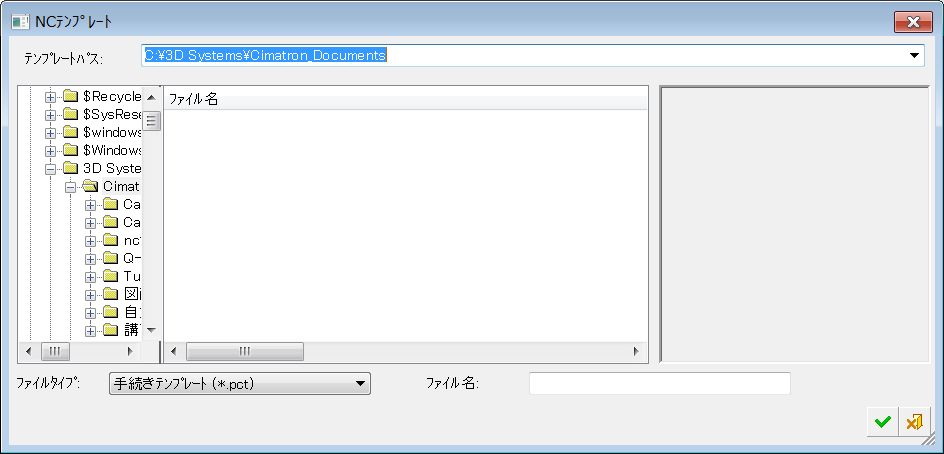 NCﾃﾝﾌﾟﾚｰﾄ
ﾃﾝﾌﾟﾚｰﾄﾊﾟｽ:
C:¥3D Systems¥Cimatron_Documents
$Recycle
$SysRese
$windows
$Windows
3D Syste
Cimat
Ca
Ca
nc
Q-
Tu
図
自
講
ファイル名
ﾌｧｲﾙﾀｲﾌﾟ:
手続きﾃﾝﾌﾟﾚｰﾄ (*.pct)
ﾌｧｲﾙ名: